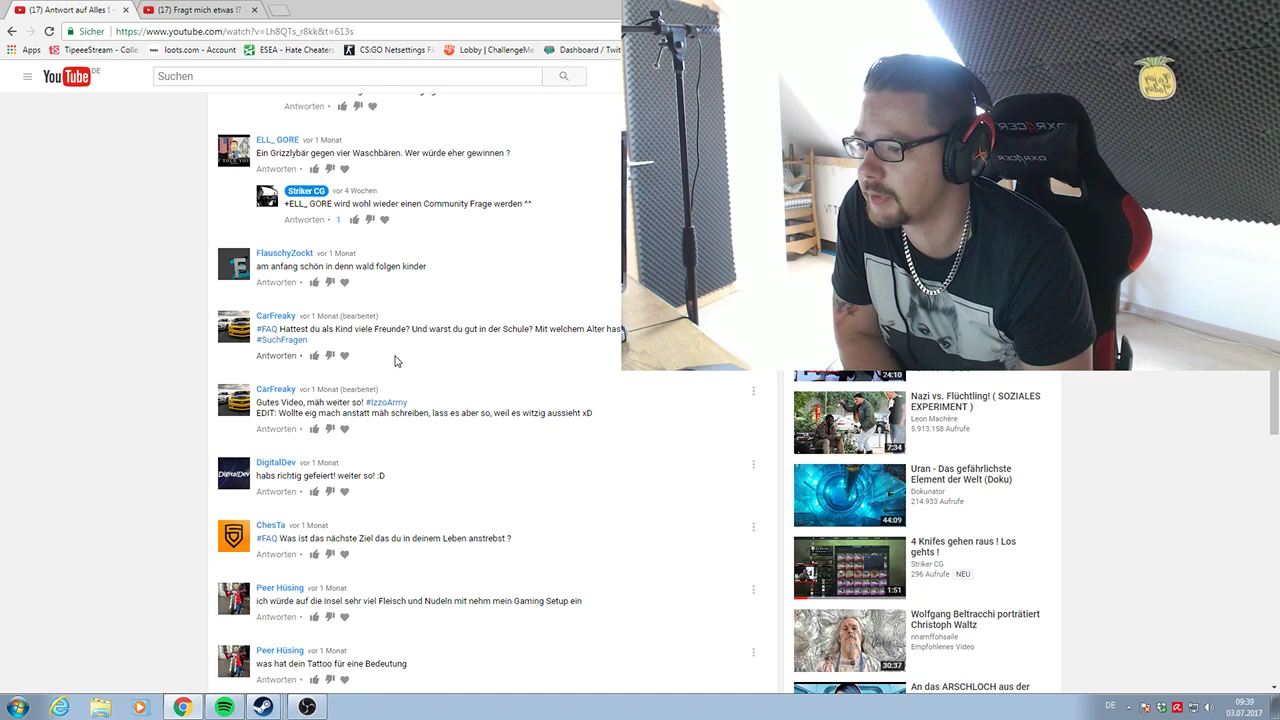 Antwort auf Alles ! -
(17) Fragt mich etwas !?
Sicher
https://www.youtube.com/watch?v=Lh8QTs_r8kk&t=613s
Apps
TipeeeStream - Colle
loots.com - Account
ESEA - Hate Cheaters
CS:GO Netsettings FA
Lobby | ChallengeMe
Dashboard / Twitch
YouTube DE
Suchen
Antworten
ELL_ GORE vor 1 Monat
Ein Grizzlybär gegen vier Waschbären. Wer würde eher gewinnen ?
Antworten
Striker CG vor 4 Wochen
+ELL_ GORE wird wohl wieder einen Community Frage werden ^^
Antworten 1
FlauschyZockt vor 1 Monat
am anfang schön in denn wald folgen kinder
Antworten
CarFreaky vor 1 Monat (bearbeitet)
#FAQ Hattest du als Kind viele Freunde? Und warst du gut in der Schule? Mit welchem Alter has
#SuchFragen
Antworten
CarFreaky vor 1 Monat (bearbeitet)
Gutes Video, mäh weiter so! #IzzoArmy
EDIT: Wollte eig mach anstatt mäh schreiben, lass es aber so, weil es witzig aussieht xD
Antworten
DigitalDev vor 1 Monat
habs richtig gefeiert! weiter so! :D
Antworten
ChesTa vor 1 Monat
#FAQ Was ist das nächste Ziel das du in deinem Leben anstrebst ?
Antworten
Peer Hüsing vor 1 Monat
ich würde auf die Insel sehr viel Fleisch und Nudeln mit nehm mein Gaming Setup ein
Antworten
Peer Hüsing vor 1 Monat
was hat dein Tattoo für eine Bedeutung
Antworten
24:10
Nazi vs. Flüchtling! ( SOZIALES
EXPERIMENT )
Leon Machère
5.913.158 Aufrufe
7:34
Uran - Das gefährlichste
Element der Welt (Doku)
Dokunator
214.933 Aufrufe
44:09
4 Knifes gehen raus ! Los
gehts !
Striker CG
296 Aufrufe NEU
1:51
Wolfgang Beltracchi porträtiert
Christoph Waltz
nnamffohsaile
Empfohlenes Video
30:37
An das ARSCHLOCH aus der
DE
09:39
03.07.2017